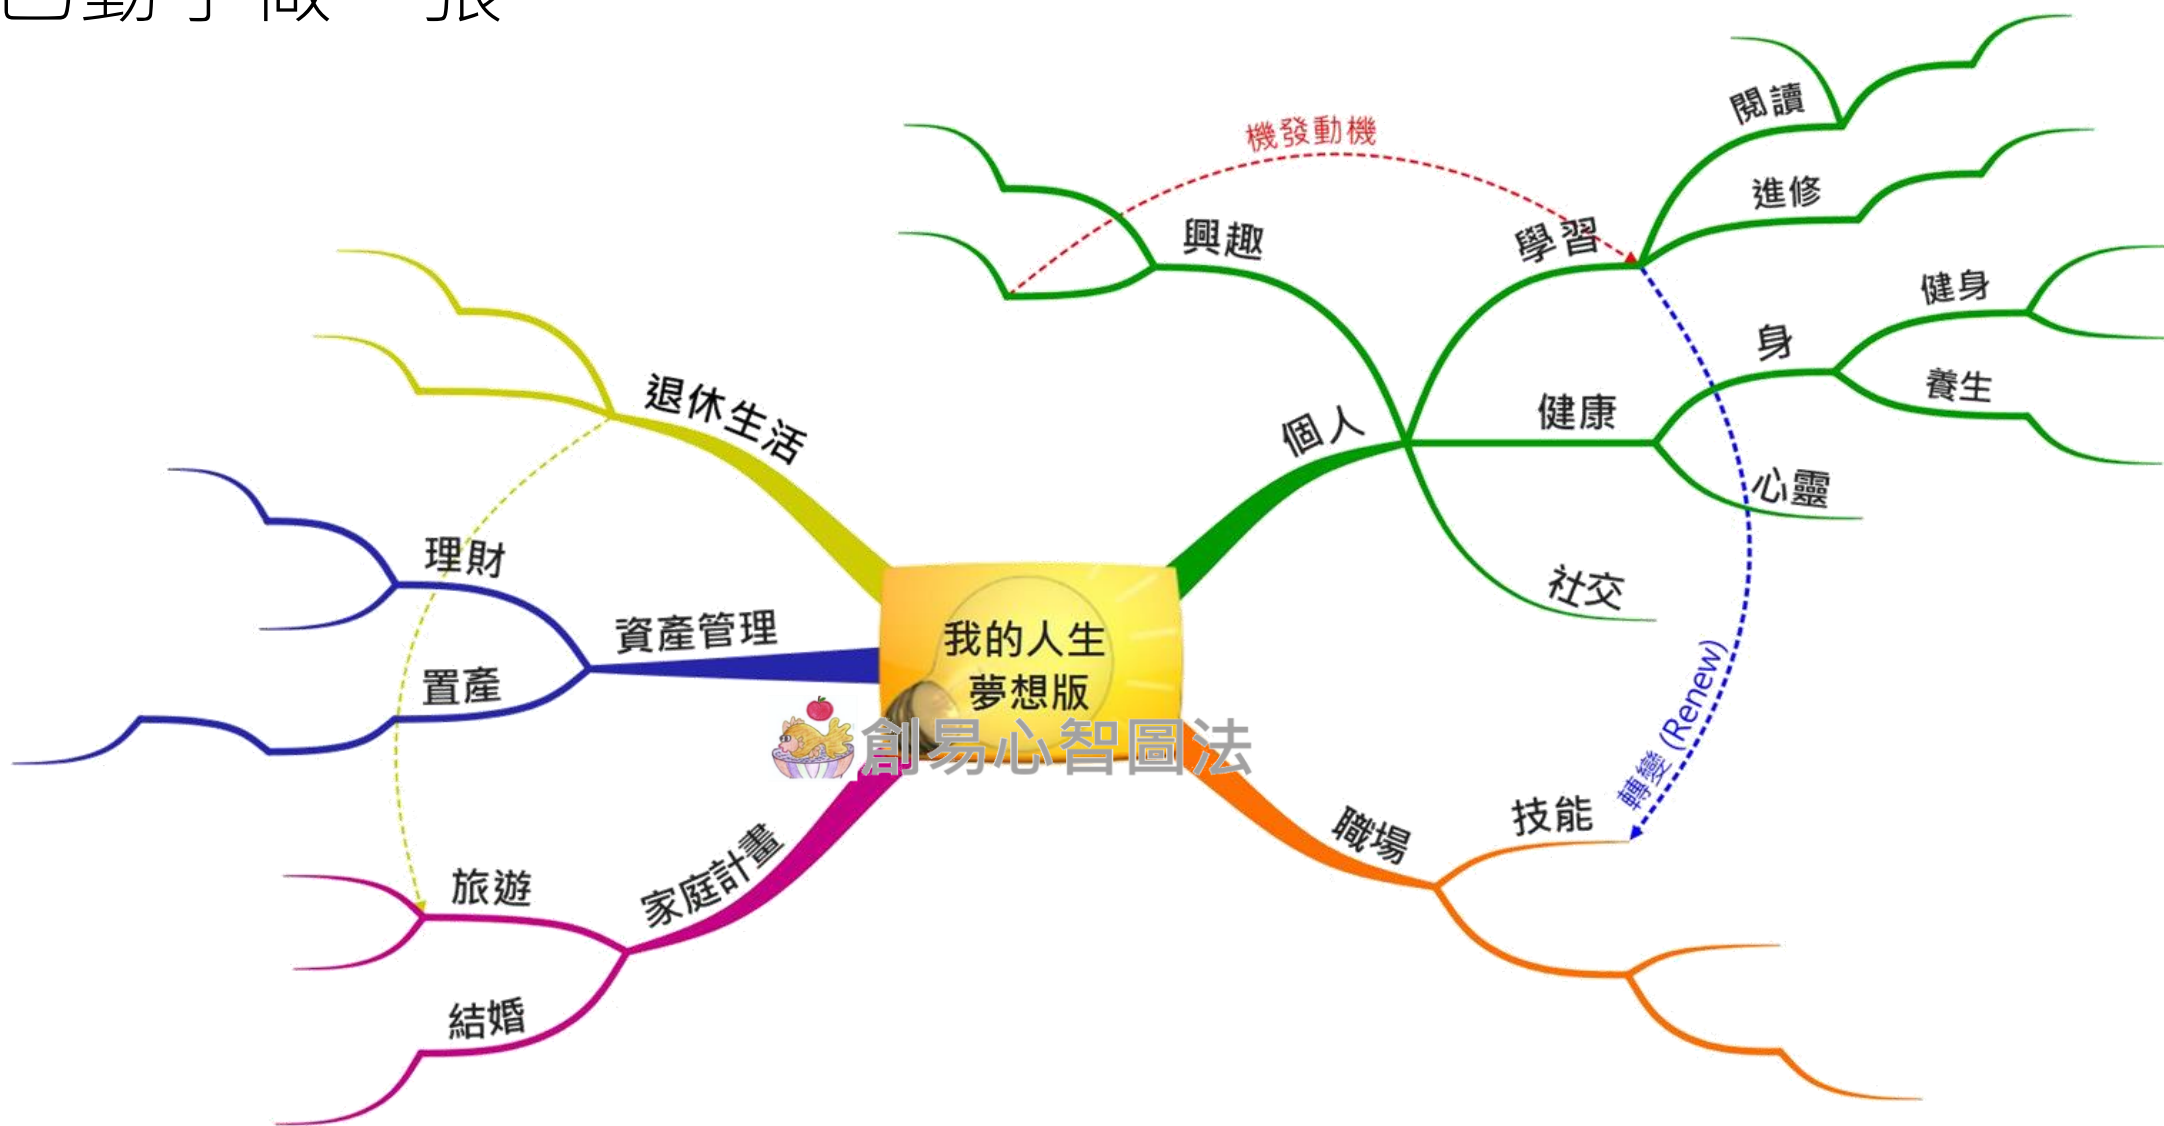 機發動機
閱讀
進修
興趣
學習
健身
身
養生
個人
健康
心靈
社交
退休生活
理財
資產管理
置產
我的人生
夢想版
創易心智圖法
轉變 (Renew)
職場
技能
家庭計畫
旅遊
結婚